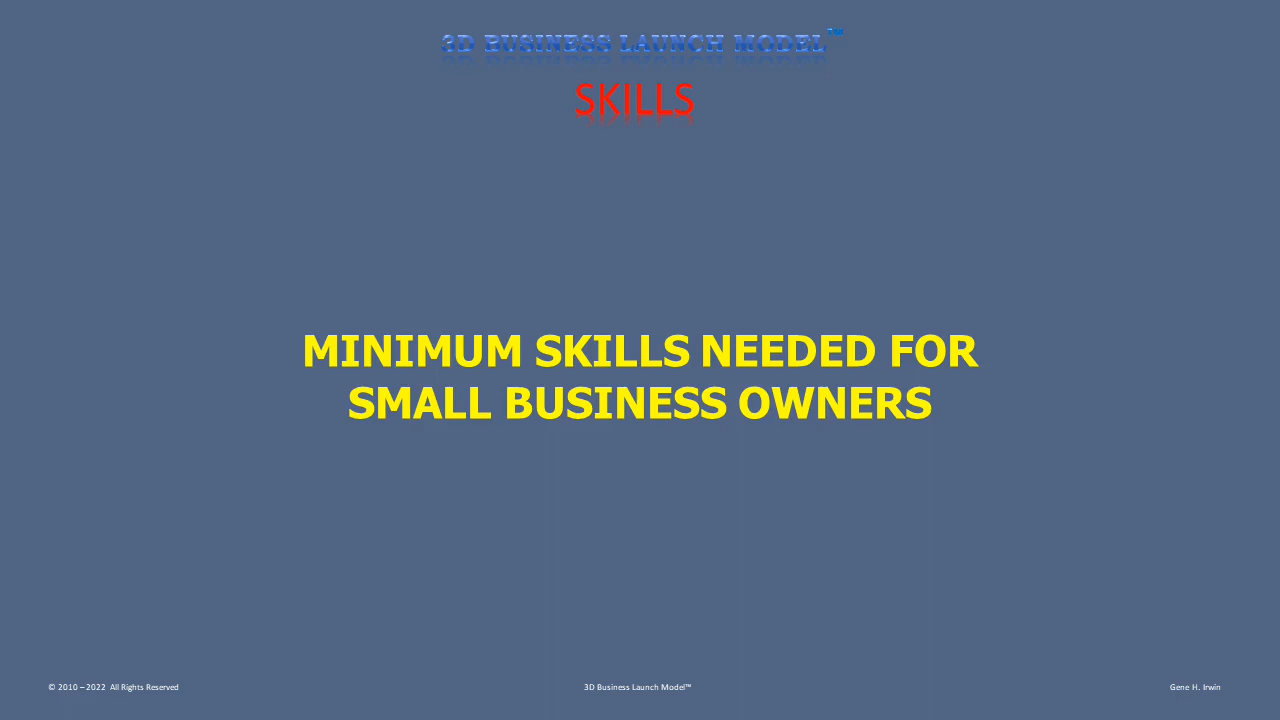 3D BUSINESS LAUNCH MODEL™
SKILLS
MINIMUM SKILLS NEEDED FOR
SMALL BUSINESS OWNERS
© 2010 – 2022 All Rights Reserved
3D Business Launch Model™
Gene H. Irwin